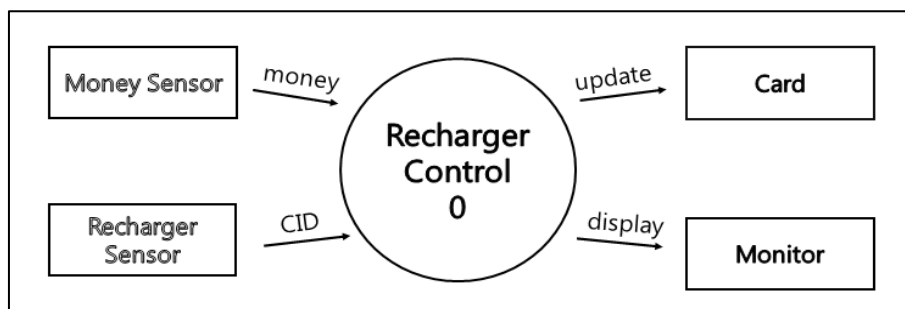 Money Sensor
money
Recharger
Control
0
update
Card
Recharger
Sensor
CID
display
Monitor